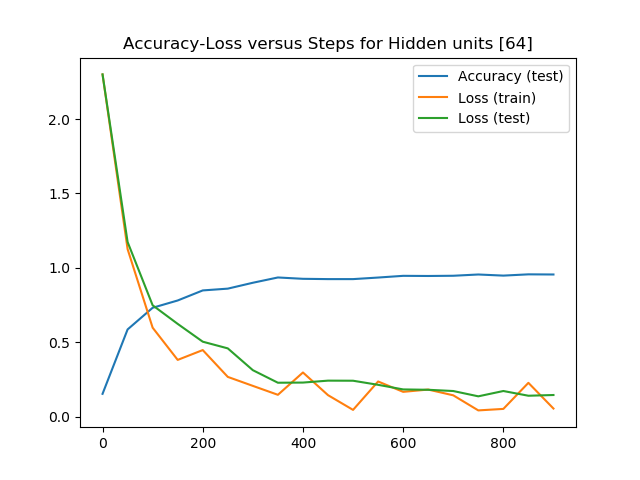 Accuracy-Loss versus Steps for Hidden units [64]
Accuracy (test)
Loss (train)
Loss (test)
2.0
1.5
1.0
0.5
0.0
0 200 400 600 800